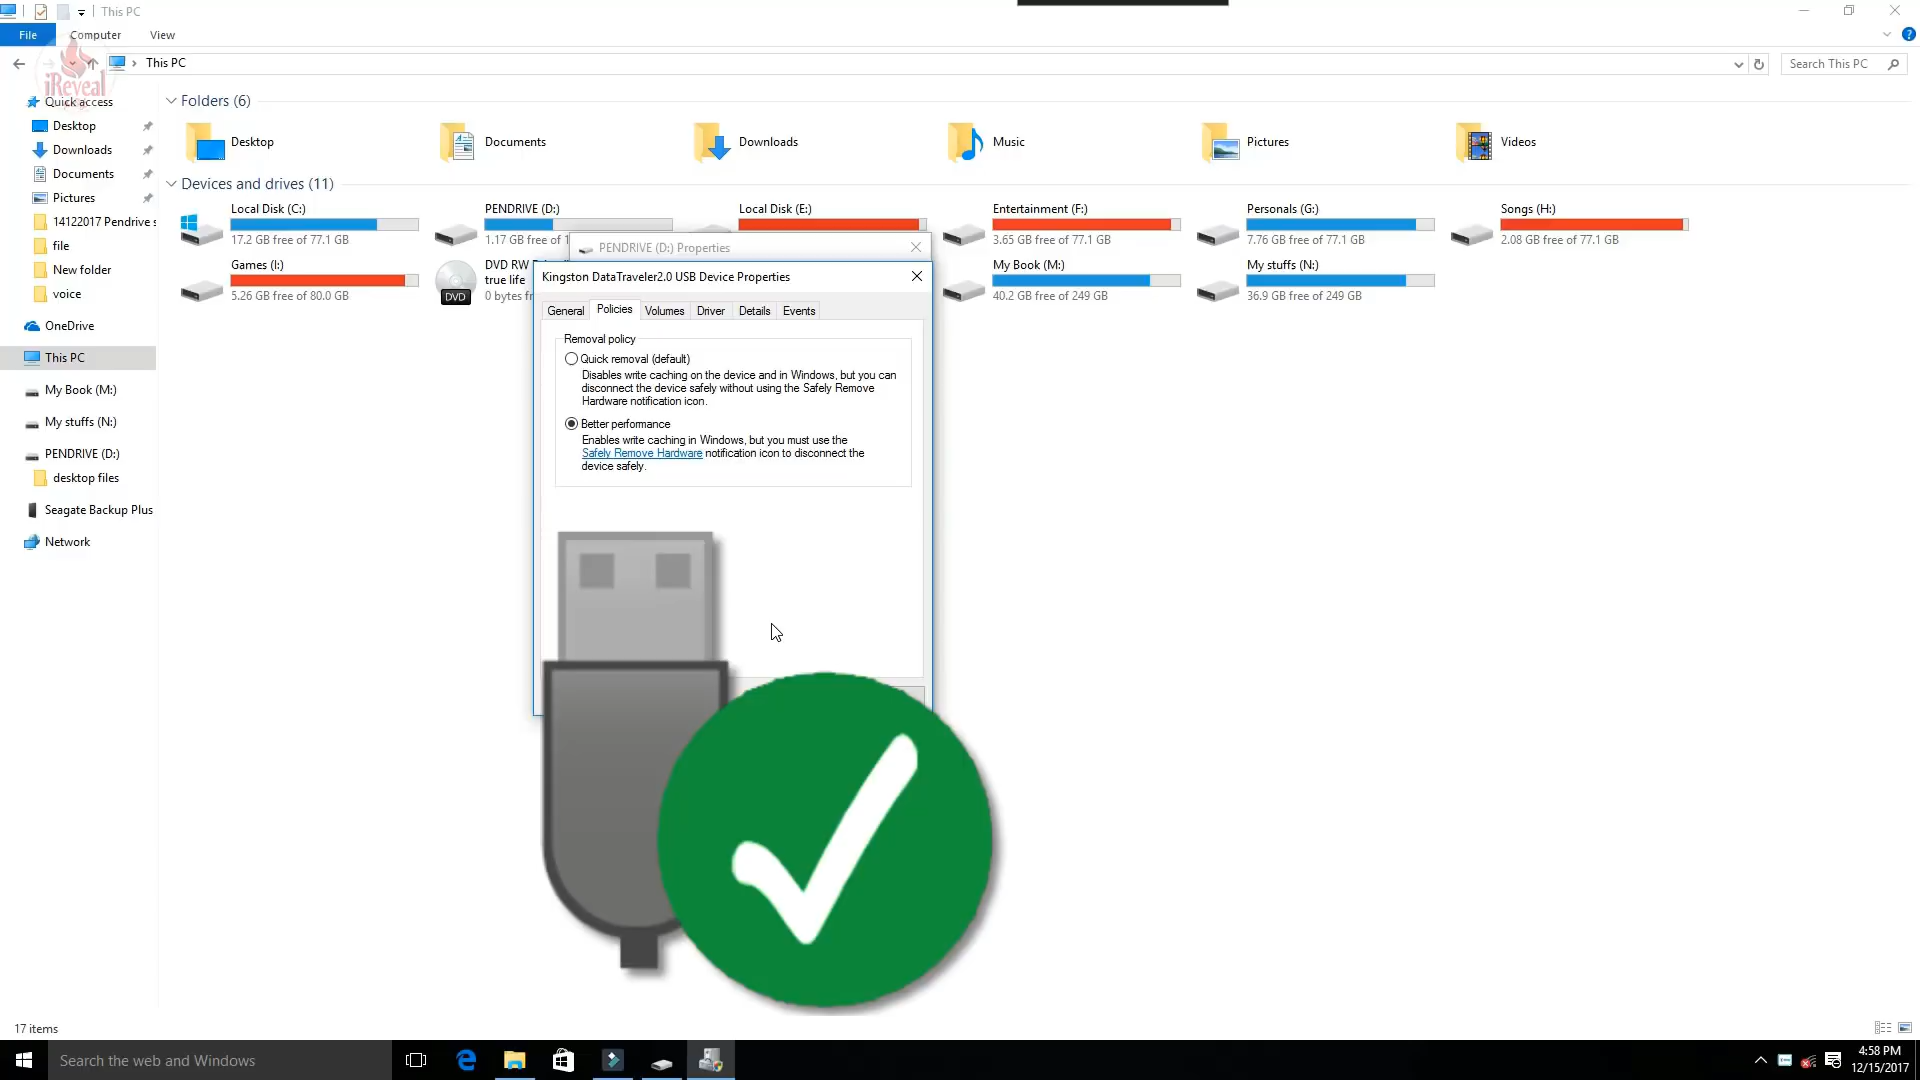 This PC
File
Computer
View
This PC
Search This PC
iReveal
Quick access
Desktop
Downloads
Documents
Pictures
14122017 Pendrive s
file
New folder
voice
OneDrive
This PC
My Book (M:)
My stuffs (N:)
PENDRIVE (D:)
desktop files
Seagate Backup Plus
Network
Folders (6)
Desktop
Documents
Downloads
Music
Pictures
Videos
Devices and drives (11)
Local Disk (C:)
17.2 GB free of 77.1 GB
PENDRIVE (D:)
1.17 GB free of 1
Local Disk (E:)
Entertainment (F:)
3.65 GB free of 77.1 GB
Personals (G:)
7.76 GB free of 77.1 GB
Songs (H:)
2.08 GB free of 77.1 GB
Games (I:)
5.26 GB free of 80.0 GB
DVD
DVD RW
true life
0 bytes fr
My Book (M:)
40.2 GB free of 249 GB
My stuffs (N:)
36.9 GB free of 249 GB
PENDRIVE (D:) Properties
Kingston DataTraveler2.0 USB Device Properties
General
Policies
Volumes
Driver
Details
Events
Removal policy
Quick removal (default)
Disables write caching on the device and in Windows, but you can
disconnect the device safely without using the Safely Remove
Hardware notification icon.
Better performance
Enables write caching in Windows, but you must use the
Safely Remove Hardware notification icon to disconnect the
device safely.
17 items
Search the web and Windows
4:58 PM
12/15/2017